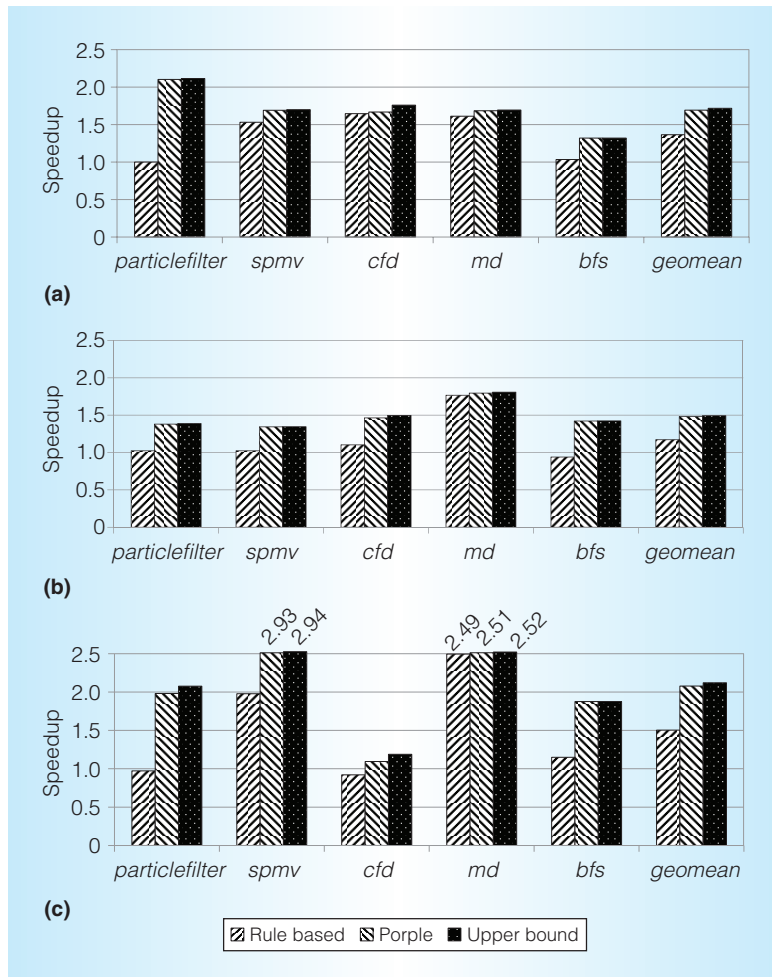 2.5
2.0
1.5
1.0
0.5
0
Speedup
particlefilter spmv cfd md bfs geomean
(a)
2.5
2.0
1.5
1.0
0.5
0
Speedup
particlefilter spmv cfd md bfs geomean
(b)
2.93 2.94 2.49 2.51 2.52
2.5
2.0
1.5
1.0
0.5
0
Speedup
particlefilter spmv cfd md bfs geomean
(c)
Rule based Porple Upper bound